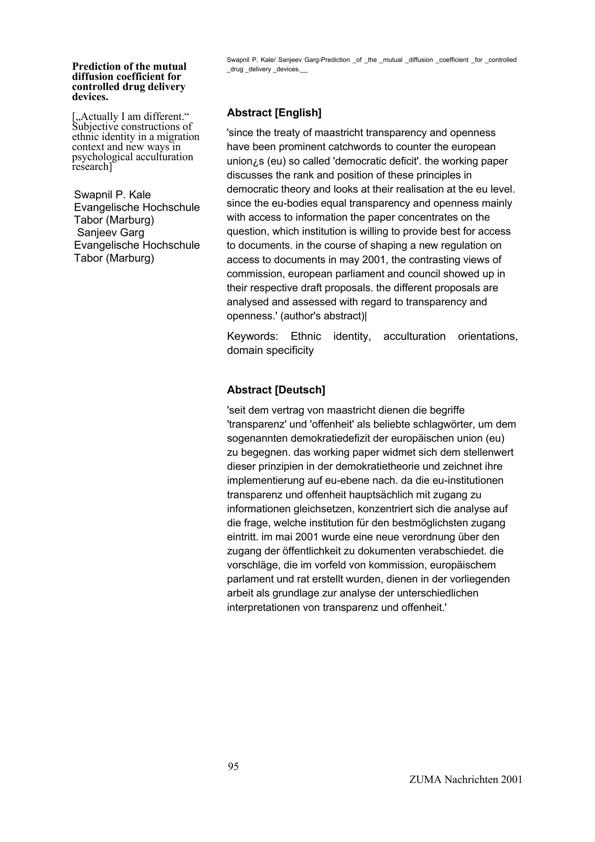 Prediction of the mutual
diffusion coefficient for
controlled drug delivery
devices.
[„Actually I am different.“
Subjective constructions of
ethnic identity in a migration
context and new ways in
psychological acculturation
research]
Swapnil P. Kale
Evangelische Hochschule
Tabor (Marburg)
Sanjeev Garg
Evangelische Hochschule
Tabor (Marburg)
Swapnil P. Kale/ Sanjeev Garg-Prediction _of _the _mutual _diffusion _coefficient _for _controlled
_drug _delivery _devices.__
Abstract [English]
'since the treaty of maastricht transparency and openness
have been prominent catchwords to counter the european
union¿s (eu) so called 'democratic deficit'. the working paper
discusses the rank and position of these principles in
democratic theory and looks at their realisation at the eu level.
since the eu-bodies equal transparency and openness mainly
with access to information the paper concentrates on the
question, which institution is willing to provide best for access
to documents. in the course of shaping a new regulation on
access to documents in may 2001, the contrasting views of
commission, european parliament and council showed up in
their respective draft proposals. the different proposals are
analysed and assessed with regard to transparency and
openness.' (author's abstract)|
Keywords: Ethnic identity, acculturation orientations,
domain specificity
Abstract [Deutsch]
'seit dem vertrag von maastricht dienen die begriffe
'transparenz' und 'offenheit' als beliebte schlagwörter, um dem
sogenannten demokratiedefizit der europäischen union (eu)
zu begegnen. das working paper widmet sich dem stellenwert
dieser prinzipien in der demokratietheorie und zeichnet ihre
implementierung auf eu-ebene nach. da die eu-institutionen
transparenz und offenheit hauptsächlich mit zugang zu
informationen gleichsetzen, konzentriert sich die analyse auf
die frage, welche institution für den bestmöglichsten zugang
eintritt. im mai 2001 wurde eine neue verordnung über den
zugang der öffentlichkeit zu dokumenten verabschiedet. die
vorschläge, die im vorfeld von kommission, europäischem
parlament und rat erstellt wurden, dienen in der vorliegenden
arbeit als grundlage zur analyse der unterschiedlichen
interpretationen von transparenz und offenheit.'
95
ZUMA Nachrichten 2001